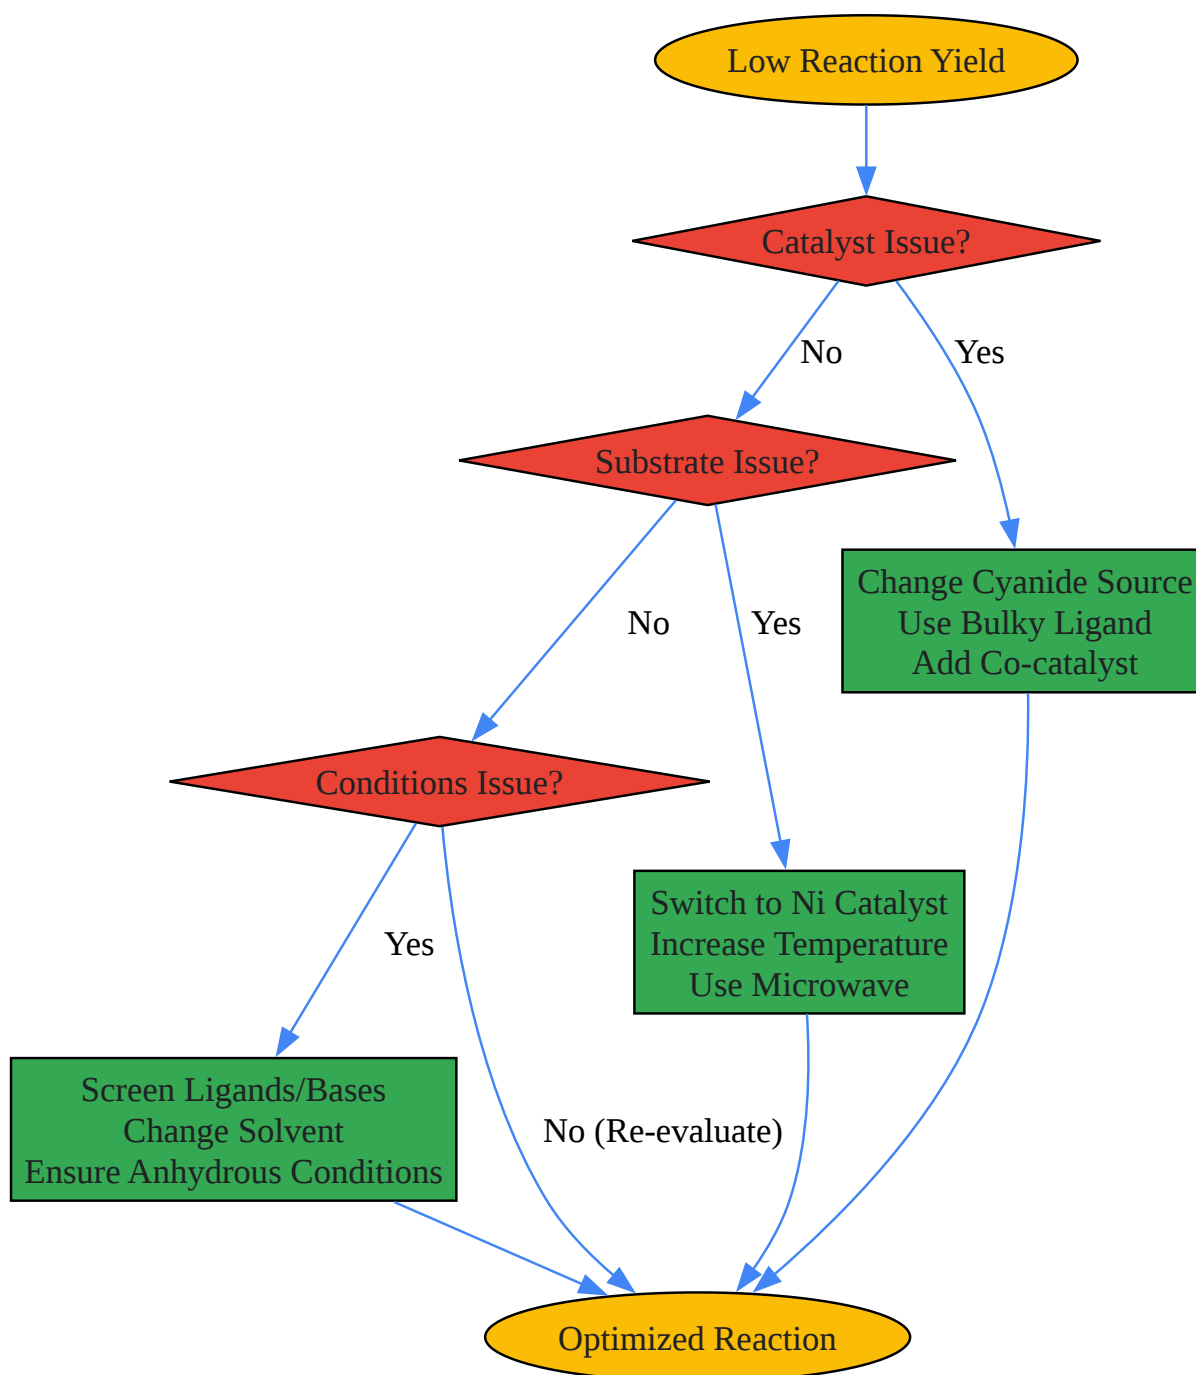 Low Reaction Yield
Catalyst Issue?
No
Yes
Substrate Issue?
Change Cyanide Source
Use Bulky Ligand
Add Co-catalyst
No
Yes
Conditions Issue?
Switch to Ni Catalyst
Increase Temperature
Use Microwave
Yes
Screen Ligands/Bases
Change Solvent
Ensure Anhydrous Conditions
No (Re-evaluate)
Optimized Reaction